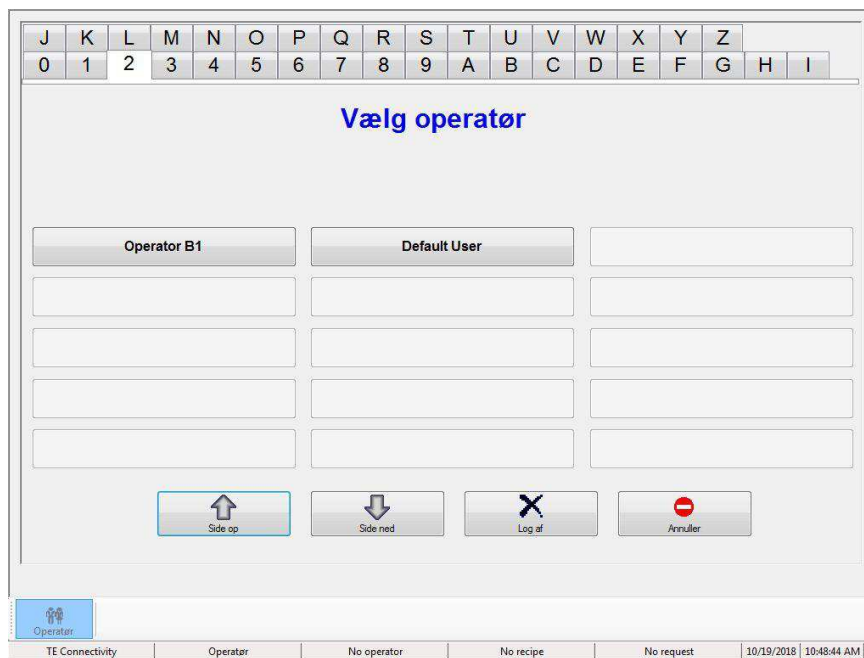 J K L M N O P Q R S T U V W X Y Z
0 1 2 3 4 5 6 7 8 9 A B C D E F G H I
Vælg operatør
Operator B1 Default User
Side op Side ned Log af Annuller
Operatør
TE Connectivity Operatør No operator No recipe No request 10/19/2018 10:48:44 AM